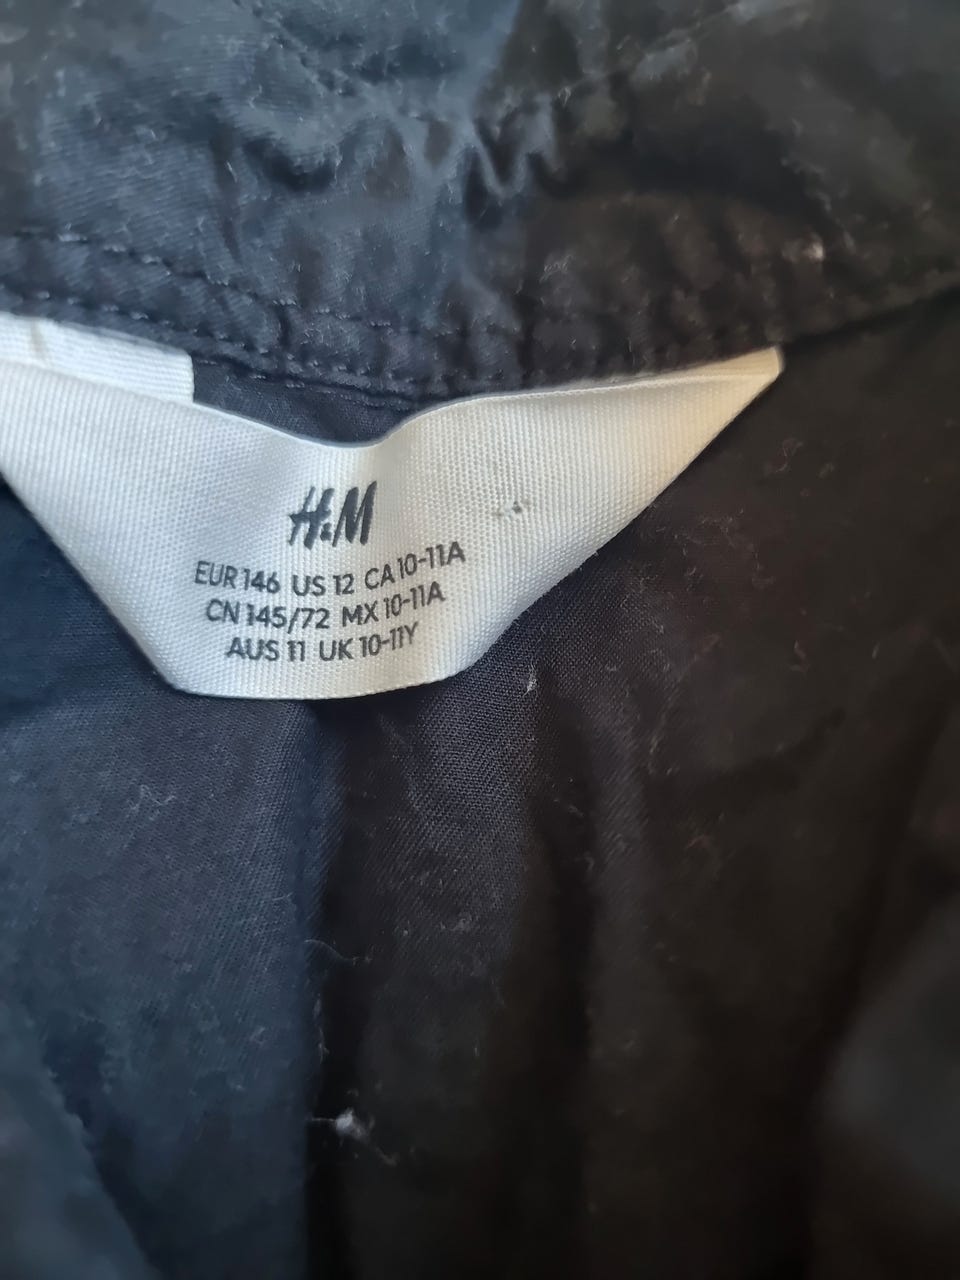 H&M
EUR 146 US 12 CA 10-11A
CN 145/72 MX 10-11A
AUS 11 UK 10-11Y